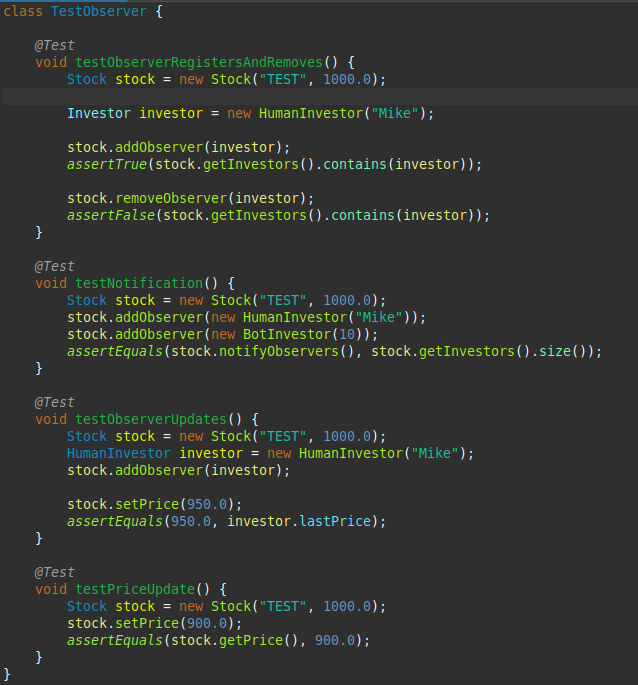 class TestObserver {
@Test
void testObserverRegistersAndRemoves() {
Stock stock = new Stock("TEST", 1000.0);
Investor investor = new HumanInvestor("Mike");
stock.addObserver(investor);
assertTrue(stock.getInvestors().contains(investor));
stock.removeObserver(investor);
assertFalse(stock.getInvestors().contains(investor));
}
@Test
void testNotification() {
Stock stock = new Stock("TEST", 1000.0);
stock.addObserver(new HumanInvestor("Mike"));
stock.addObserver(new BotInvestor(10));
assertEquals(stock.notifyObservers(), stock.getInvestors().size());
}
@Test
void testObserverUpdates() {
Stock stock = new Stock("TEST", 1000.0);
HumanInvestor investor = new HumanInvestor("Mike");
stock.addObserver(investor);
stock.setPrice(950.0);
assertEquals(950.0, investor.lastPrice);
}
@Test
void testPriceUpdate() {
Stock stock = new Stock("TEST", 1000.0);
stock.setPrice(900.0);
assertEquals(stock.getPrice(), 900.0);
}
}